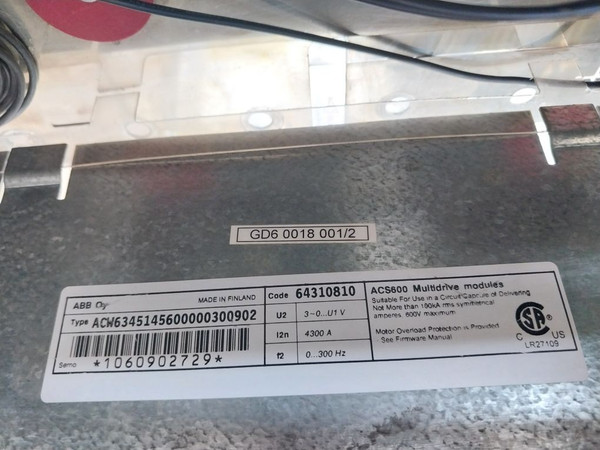 GD6 0018 001/2
ABB Oy
MADE IN FINLAND
Type ACW6345145600000300902
*1060902729*
Serno
Code 64310810
U2 3~0...U1 V
I2n 4300 A
f2 0...300 Hz
ACS600 Multidrive modules
Suitable For Use in a Circuit Capable of Delivering
Not More than 100kA rms symmetrical
amperes, 600V maximum
Motor Overload Protection is Provided
See Firmware Manual
C US
LR27109